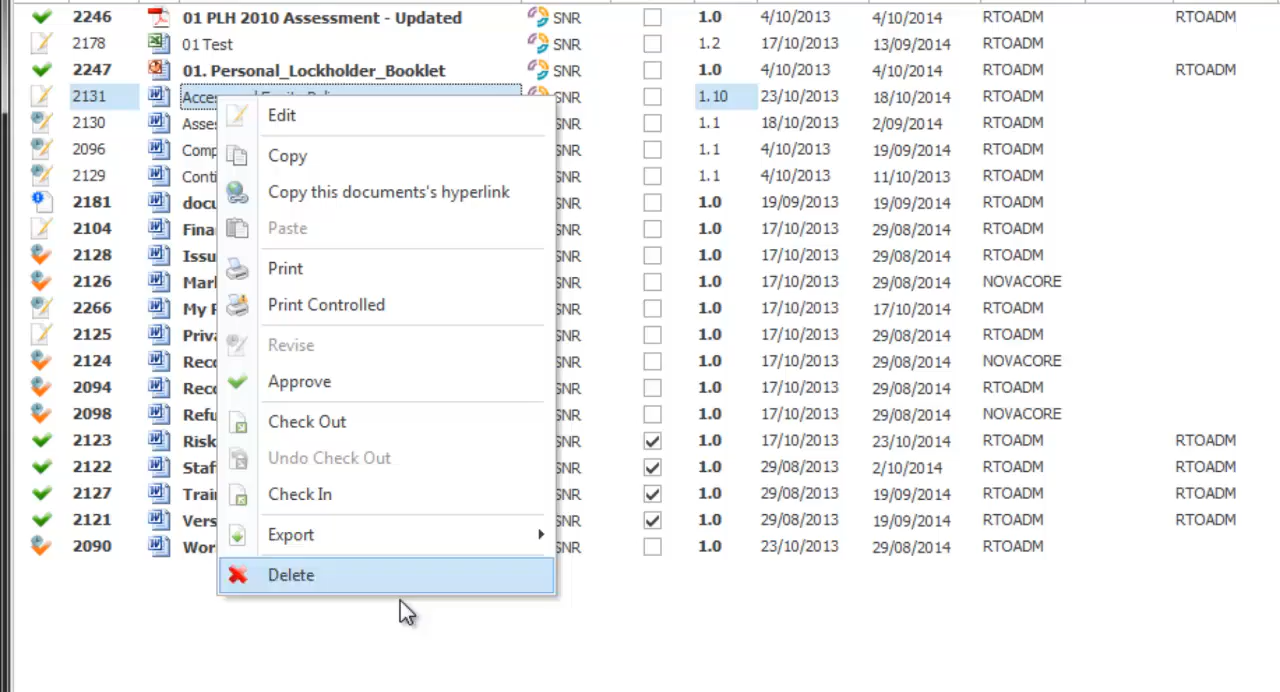 2246 01 PLH 2010 Assessment - Updated SNR 1.0 4/10/2013 4/10/2014 RTOADM RTOADM
2178 01 Test SNR 1.2 17/10/2013 13/09/2014 RTOADM
2247 01. Personal_Lockholder_Booklet SNR 1.0 4/10/2013 4/10/2014 RTOADM RTOADM
2131 SNR 1.10 23/10/2013 18/10/2014 RTOADM
2130 Asse SNR 1.1 18/10/2013 2/09/2014 RTOADM
2096 Comp SNR 1.1 4/10/2013 19/09/2014 RTOADM
2129 Conti SNR 1.1 4/10/2013 11/10/2013 RTOADM
2181 docu SNR 1.0 19/09/2013 19/09/2014 RTOADM
2104 Fina SNR 1.0 17/10/2013 29/08/2014 RTOADM
2128 Issu SNR 1.0 17/10/2013 29/08/2014 RTOADM
2126 Mark SNR 1.0 17/10/2013 29/08/2014 NOVACORE
2266 My P SNR 1.0 17/10/2013 17/10/2014 RTOADM
2125 Priva SNR 1.0 17/10/2013 29/08/2014 RTOADM
2124 Reco SNR 1.0 17/10/2013 29/08/2014 NOVACORE
2094 Reco SNR 1.0 17/10/2013 29/08/2014 RTOADM
2098 Refu SNR 1.0 17/10/2013 29/08/2014 NOVACORE
2123 Risk SNR 1.0 17/10/2013 23/10/2014 RTOADM RTOADM
2122 Staf SNR 1.0 29/08/2013 2/10/2014 RTOADM RTOADM
2127 Trai SNR 1.0 29/08/2013 19/09/2014 RTOADM RTOADM
2121 Vers SNR 1.0 29/08/2013 19/09/2014 RTOADM RTOADM
2090 Wor SNR 1.0 23/10/2013 29/08/2014 RTOADM
Edit
Copy
Copy this documents's hyperlink
Paste
Print
Print Controlled
Revise
Approve
Check Out
Undo Check Out
Check In
Export
Delete